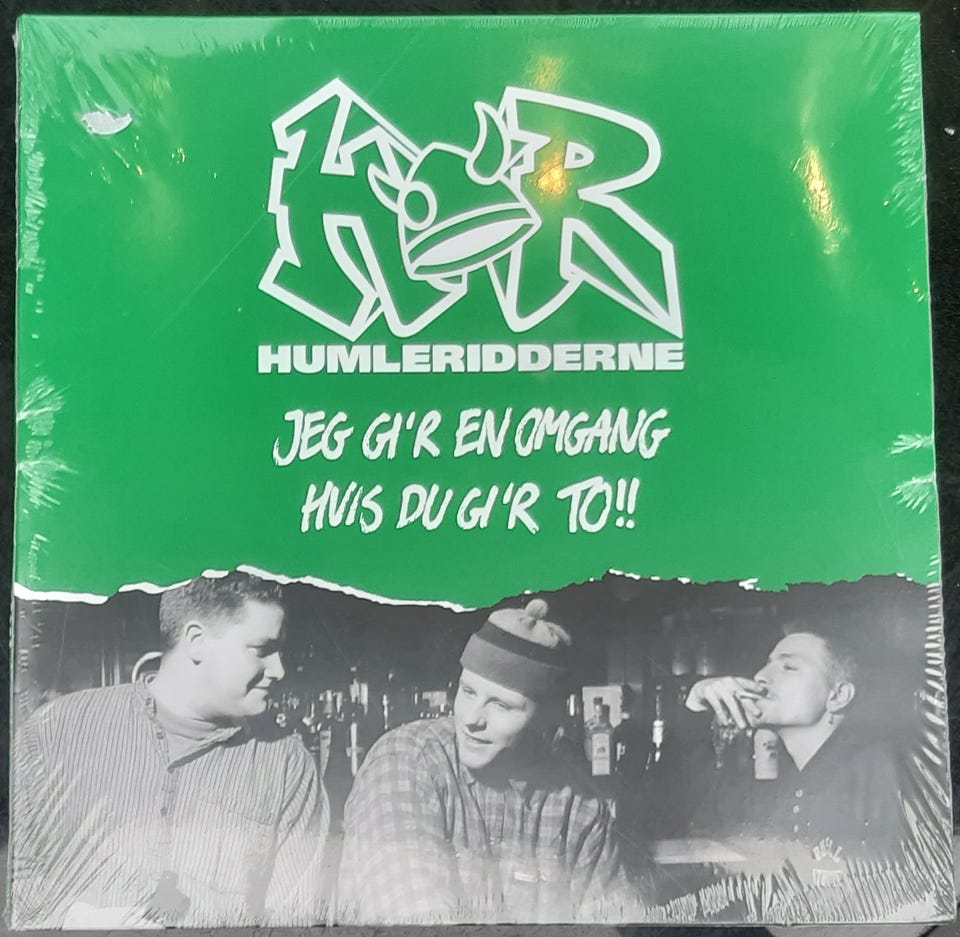 HR
HUMLERIDDERNE
JEG GI'R EN OMGANG
HVIS DU GI'R TO!!